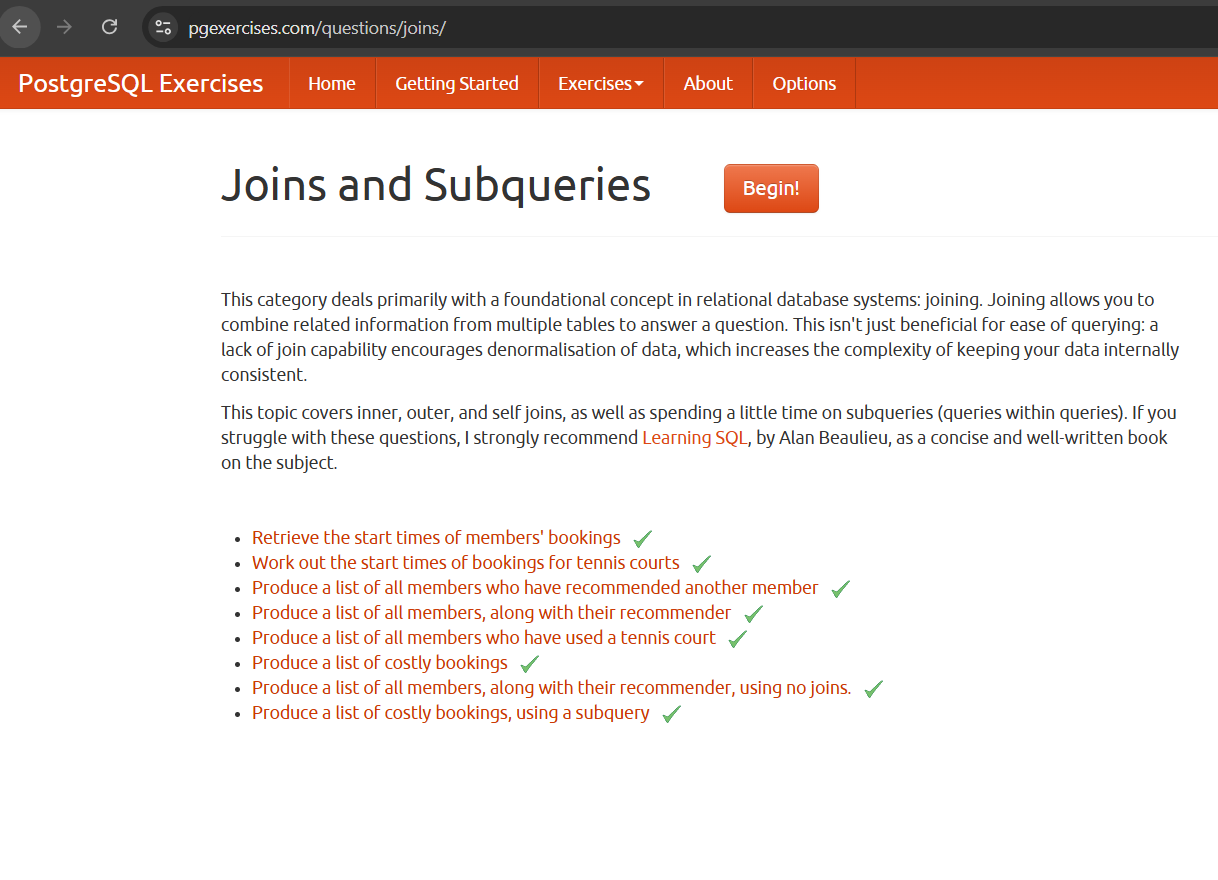 pgexercises.com/questions/joins/
PostgreSQL Exercises Home Getting Started Exercises About Options
Joins and Subqueries Begin!
This category deals primarily with a foundational concept in relational database systems: joining. Joining allows you to
combine related information from multiple tables to answer a question. This isn't just beneficial for ease of querying: a
lack of join capability encourages denormalisation of data, which increases the complexity of keeping your data internally
consistent.
This topic covers inner, outer, and self joins, as well as spending a little time on subqueries (queries within queries). If you
struggle with these questions, I strongly recommend Learning SQL, by Alan Beaulieu, as a concise and well-written book
on the subject.
Retrieve the start times of members' bookings
Work out the start times of bookings for tennis courts
Produce a list of all members who have recommended another member
Produce a list of all members, along with their recommender
Produce a list of all members who have used a tennis court
Produce a list of costly bookings
Produce a list of all members, along with their recommender, using no joins.
Produce a list of costly bookings, using a subquery